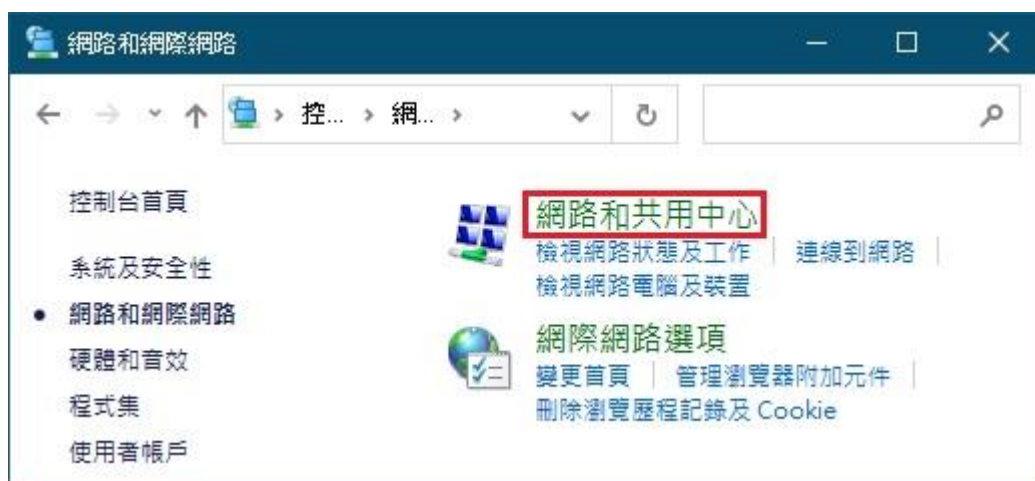 網路和網際網路
控... › 網... ›
控制台首頁
系統及安全性
網路和網際網路
硬體和音效
程式集
使用者帳戶
網路和共用中心
檢視網路狀態及工作 | 連線到網路 |
檢視網路電腦及裝置
網際網路選項
變更首頁 | 管理瀏覽器附加元件 |
刪除瀏覽歷程記錄及 Cookie